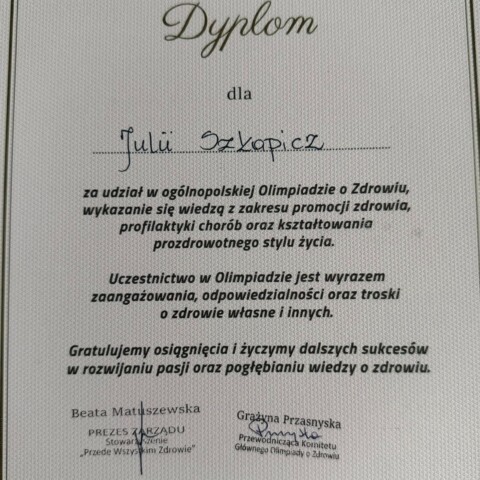 Dyplom
dla
Julii Szkapicz
za udział w ogólnopolskiej Olimpiadzie o Zdrowiu,
wykazanie się wiedzą z zakresu promocji zdrowia,
profilaktyki chorób oraz kształtowania
prozdrowotnego stylu życia.
Uczestnictwo w Olimpiadzie jest wyrazem
zaangażowania, odpowiedzialności oraz troski
o zdrowie własne i innych.
Gratulujemy osiągnięcia i życzymy dalszych sukcesów
w rozwijaniu pasji oraz pogłębianiu wiedzy o zdrowiu.
Beata Matuszewska
PREZES ZARZĄDU
Stowarzyszenie
„Przede Wszystkim Zdrowie"
Grażyna Przasnyska
Przewodnicząca Komitetu
Głównego Olimpiady o Zdrowiu